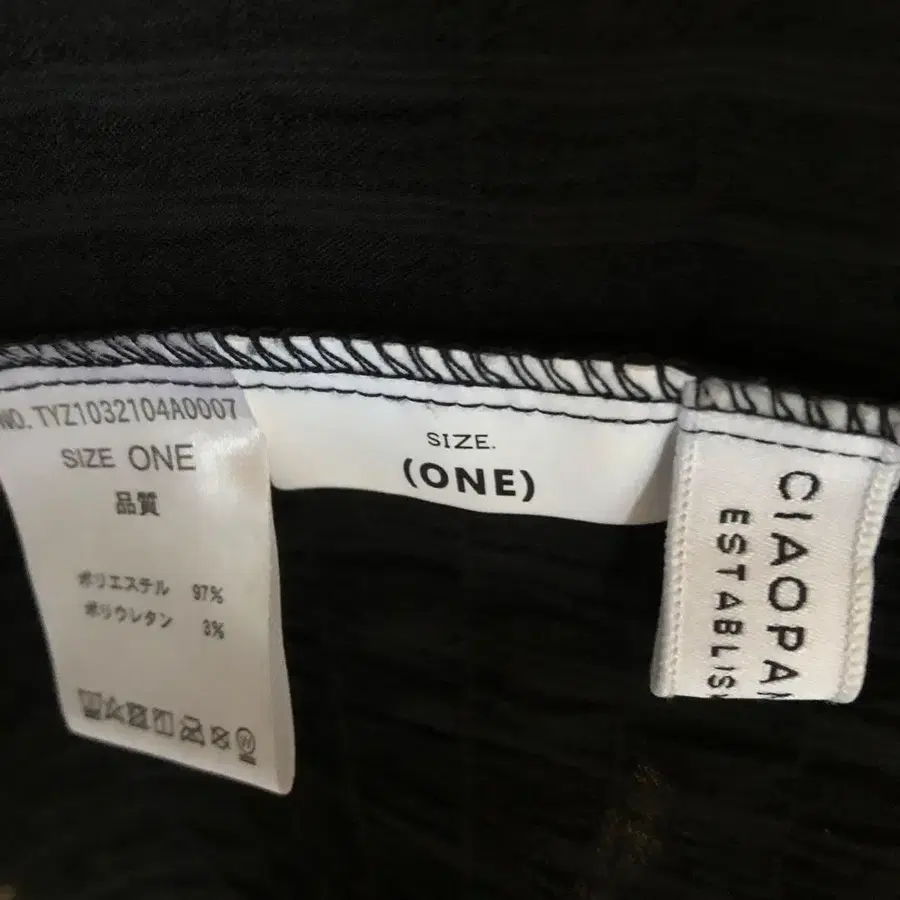 NO. TYZ1032104A0007
SIZE ONE
品質
ポリエステル 97%
ポリウレタン 3%
SIZE.
(ONE)
CIAOPA
ESTABLIS